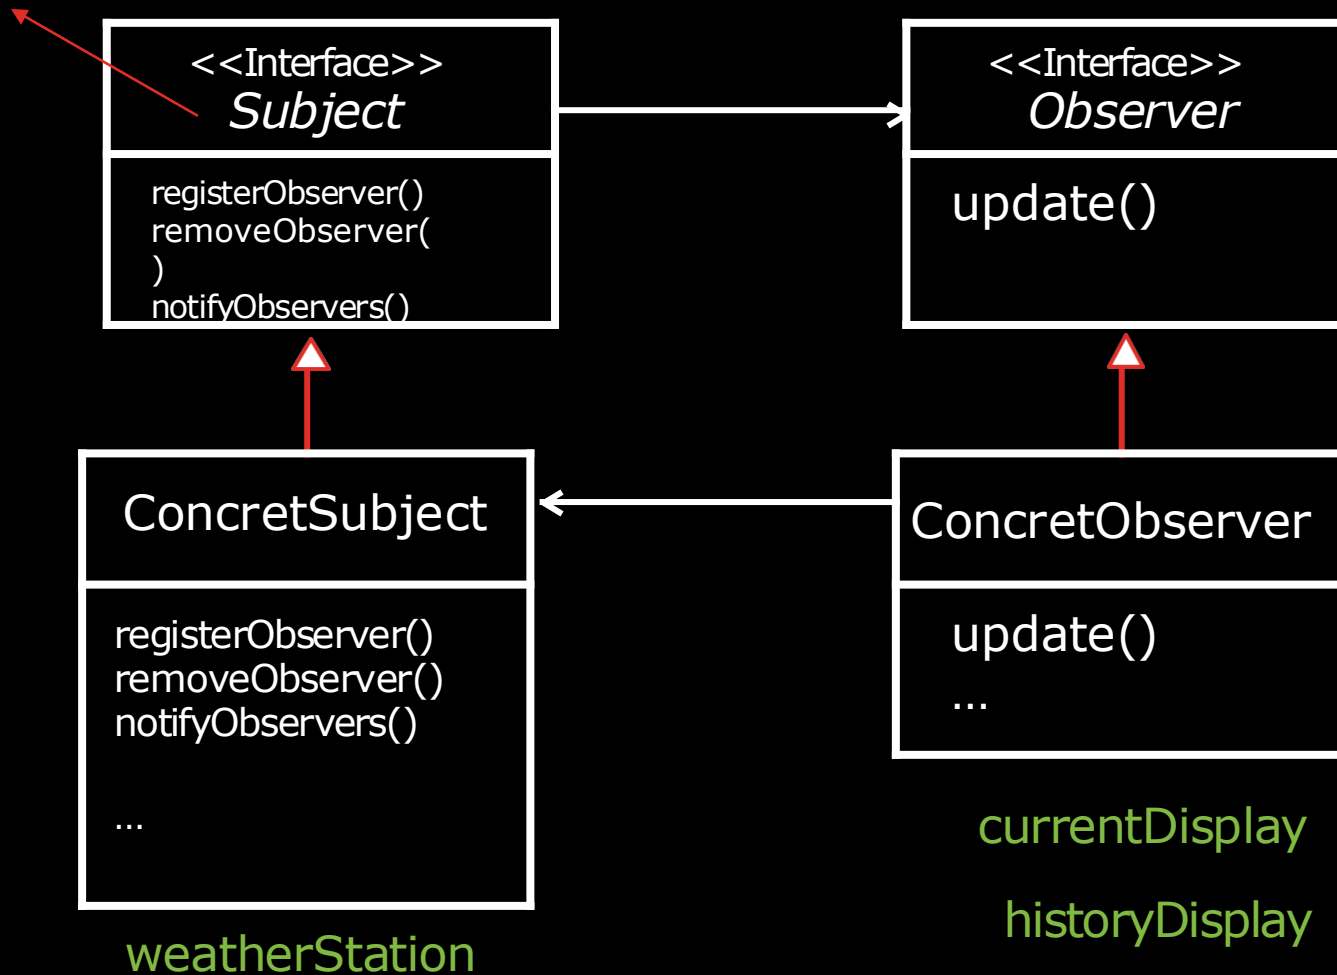 <<Interface>>
Subject
registerObserver()
removeObserver(
)
notifyObservers()
<<Interface>>
Observer
update()
ConcretSubject
registerObserver()
removeObserver()
notifyObservers()
...
weatherStation
ConcretObserver
update()
...
currentDisplay
historyDisplay